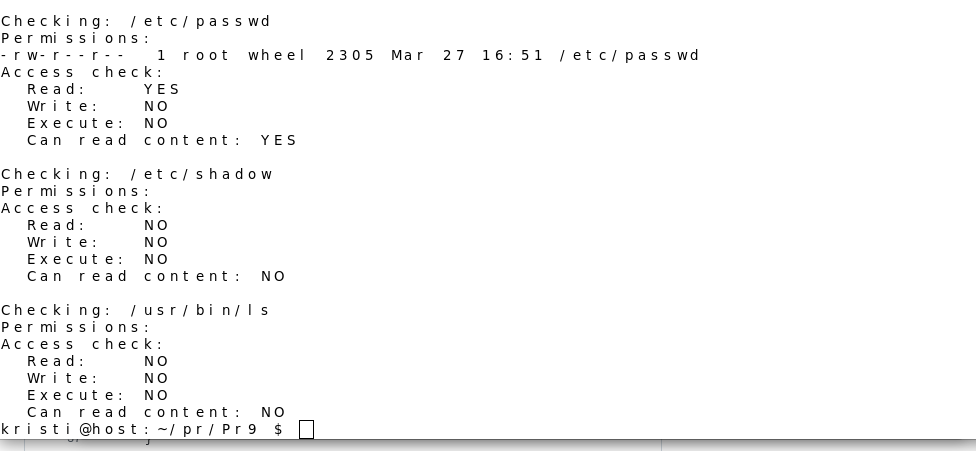 Checking: /etc/passwd
Permissions:
-rw-r--r--  1 root  wheel  2305 Mar 27 16:51 /etc/passwd
Access check:
  Read:    YES
  Write:   NO
  Execute: NO
  Can read content: YES

Checking: /etc/shadow
Permissions:
Access check:
  Read:    NO
  Write:   NO
  Execute: NO
  Can read content: NO

Checking: /usr/bin/ls
Permissions:
Access check:
  Read:    NO
  Write:   NO
  Execute: NO
  Can read content: NO
kristi@host:~/pr/Pr9 $